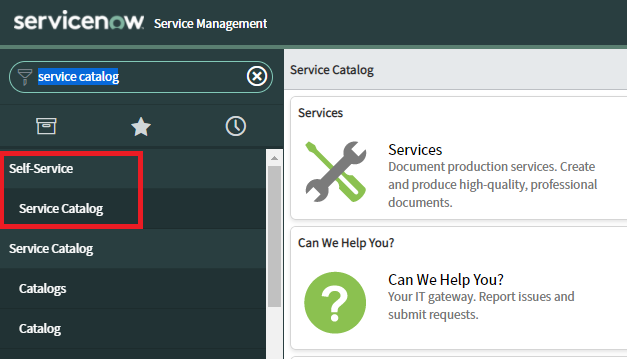 servicenow Service Management
service catalog
Self-Service
Service Catalog
Service Catalog
Catalogs
Catalog
Service Catalog
Services
Services
Document production services. Create
and produce high-quality, professional
documents.
Can We Help You?
Can We Help You?
Your IT gateway. Report issues and
submit requests.